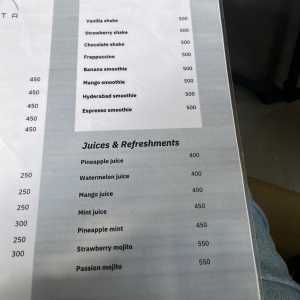 TA
Vanilla shake 500
Strawberry shake 500
Chocolate shake 500
Frappuccino 500
Banana smoothie 500
Mango smoothie 500
Hyderabad smoothie 500
Espresso smoothie 500
450
450
450
450
450
Juices & Refreshments
Pineapple juice 400
Watermelon juice 400
Mango juice 400
Mint juice 450
Pineapple mint 450
Strawberry mojito 550
Passion mojito 550
250
250
250
300
250
300